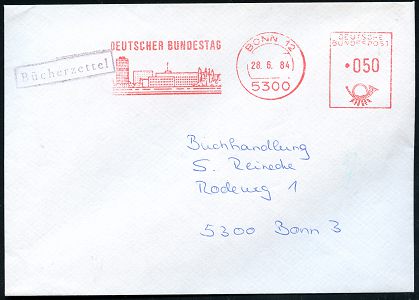 DEUTSCHER BUNDESTAG
BONN 12
28.6.84
5300
DEUTSCHE
BUNDESPOST
050
Bücherzettel
Buchhandlung
S. Reinecke
Rodeweg 1
5300 Bonn 3